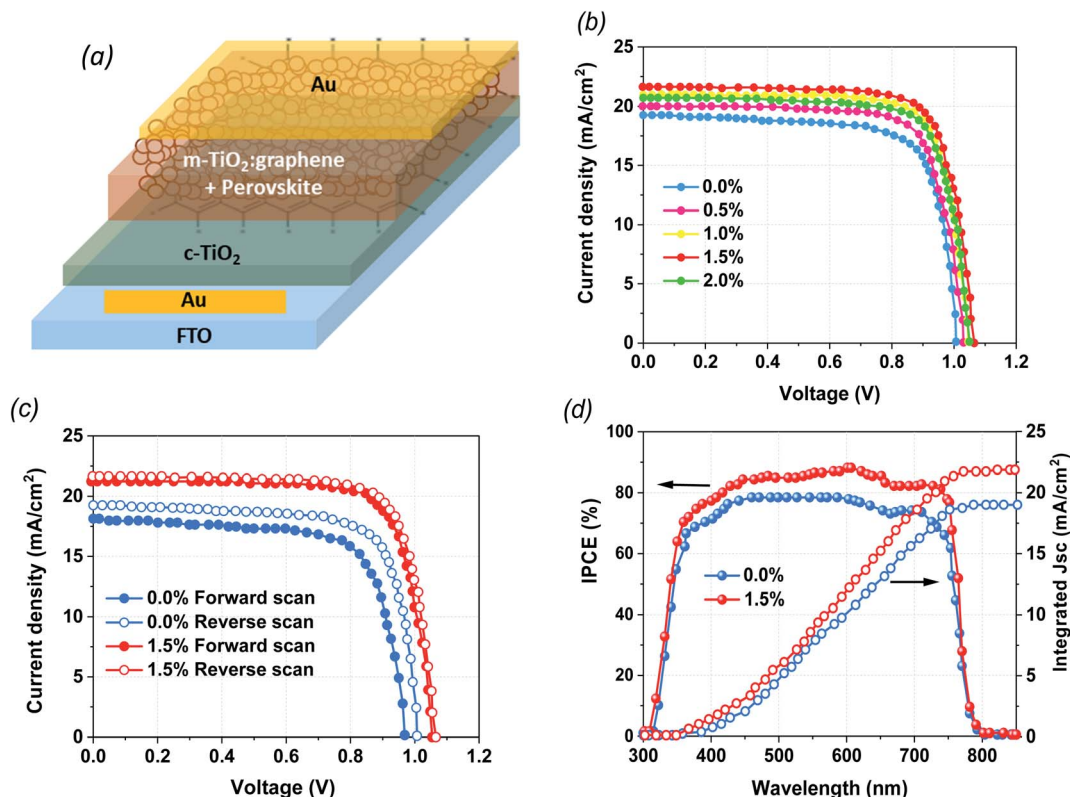 (a)
Au
m-TiO₂:graphene
+ Perovskite
c-TiO₂
Au
FTO
(b)
25
20
15
10
5
0
0.0 0.2 0.4 0.6 0.8 1.0 1.2
Current density (mA/cm²)
Voltage (V)
0.0%
0.5%
1.0%
1.5%
2.0%
(c)
25
20
15
10
5
0
0.0 0.2 0.4 0.6 0.8 1.0 1.2
Current density (mA/cm²)
Voltage (V)
0.0% Forward scan
0.0% Reverse scan
1.5% Forward scan
1.5% Reverse scan
(d)
100
80
60
40
20
0
300 400 500 600 700 800
25
20
15
10
5
0
IPCE (%)
Wavelength (nm)
Integrated Jsc (mA/cm²)
0.0%
1.5%